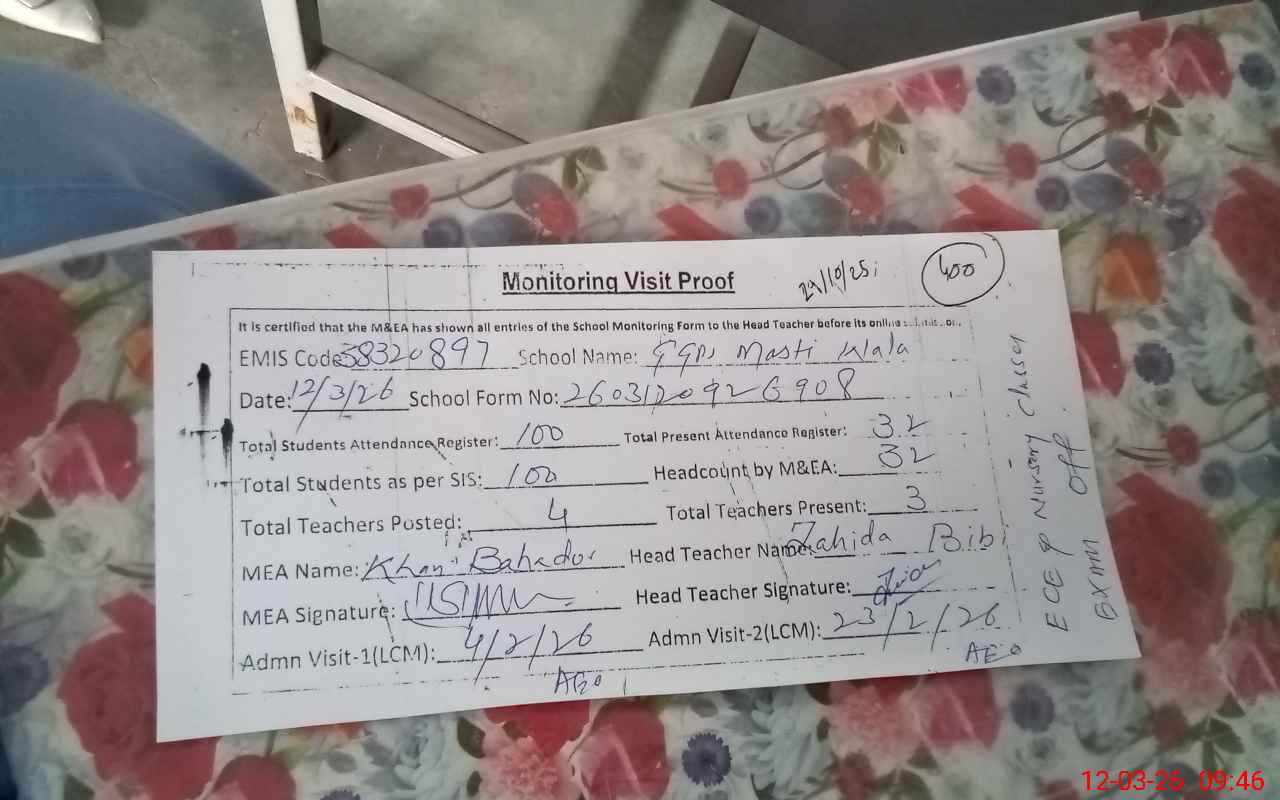 Monitoring Visit Proof
29/10/25
400
It is certified that the M&EA has shown all entries of the School Monitoring Form to the Head Teacher before its online
EMIS Code 38320897 School Name: GGPS Masti Wala
Date: 12/3/26 School Form No: 2603120926908
Total Students Attendance Register: 100 Total Present Attendance Register: 32
Total Students as per SIS: 100 Headcount by M&EA: 32
Total Teachers Posted: 4 Total Teachers Present: 3
MEA Name: Khan Bahador Head Teacher Name: Zahida Bibi
MEA Signature: Head Teacher Signature:
Admn Visit-1(LCM): 4/2/26 Admn Visit-2(LCM): 23/2/26
AEO AEO
ECE & Nursery Classes
Exam Off
12-03-26 09:46